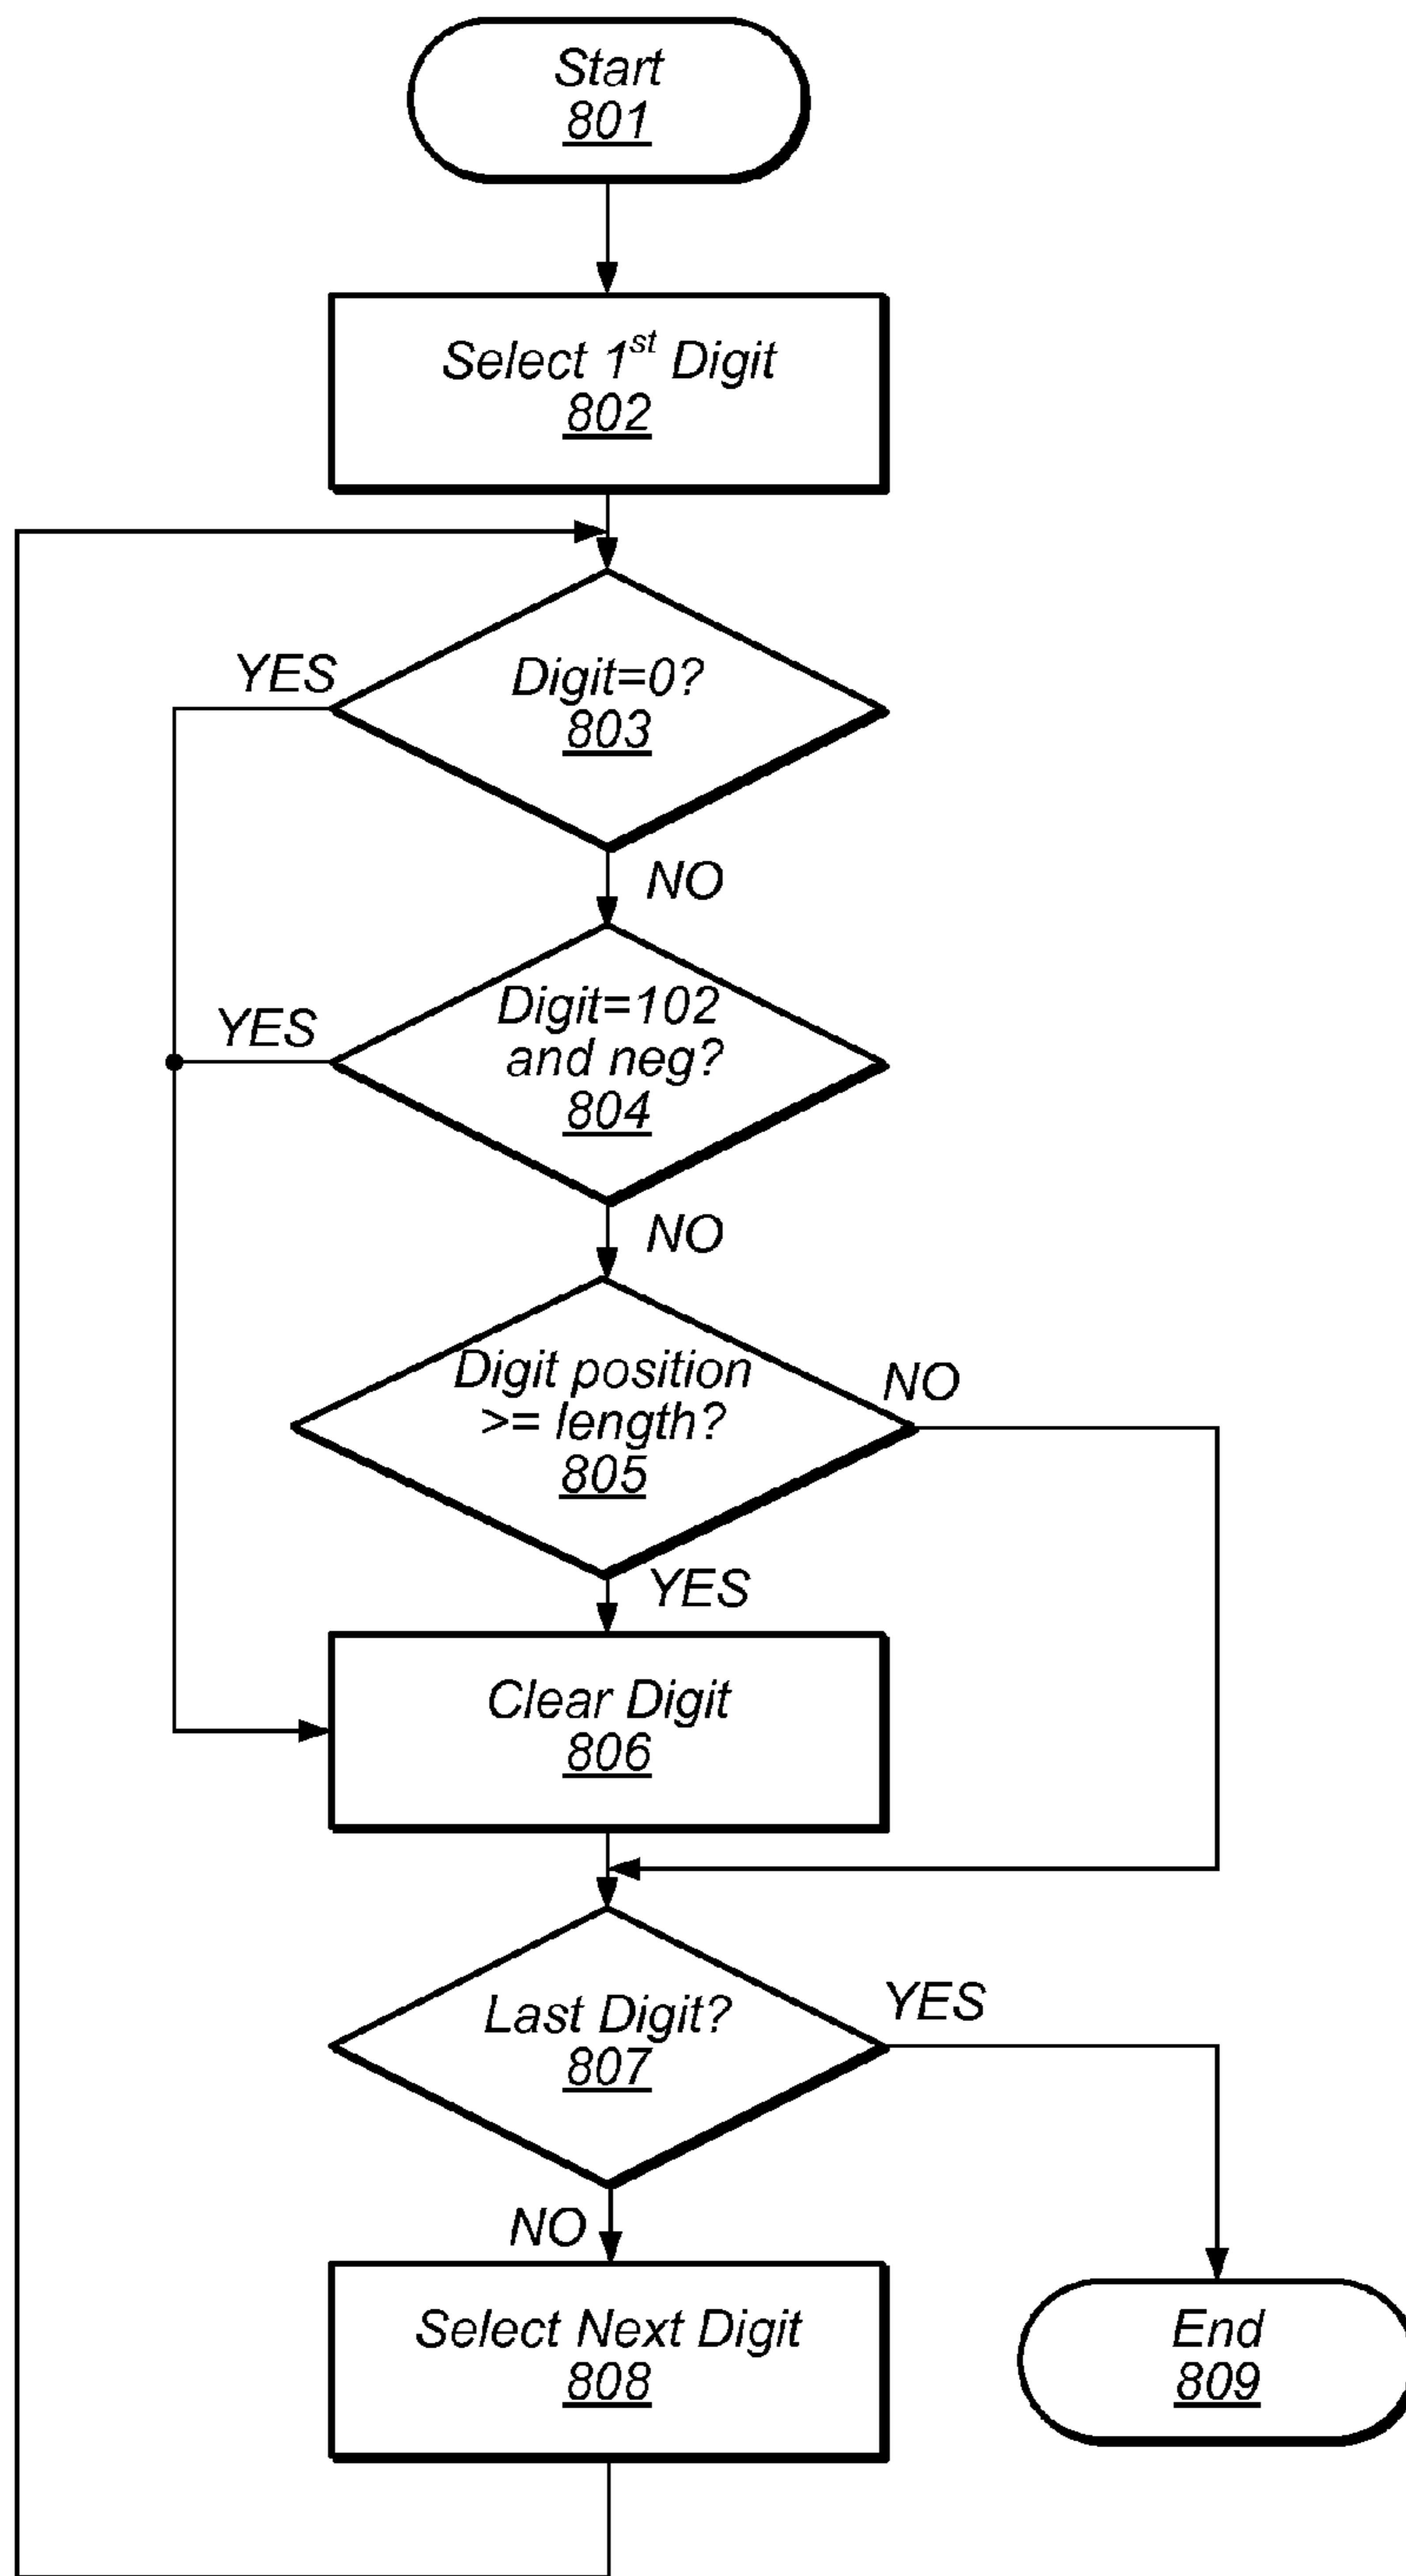 Start
801
Select 1st Digit
802
Digit=0?
803
YES
NO
Digit=102
and neg?
804
YES
NO
Digit position
>= length?
805
NO
YES
Clear Digit
806
Last Digit?
807
YES
NO
Select Next Digit
808
End
809